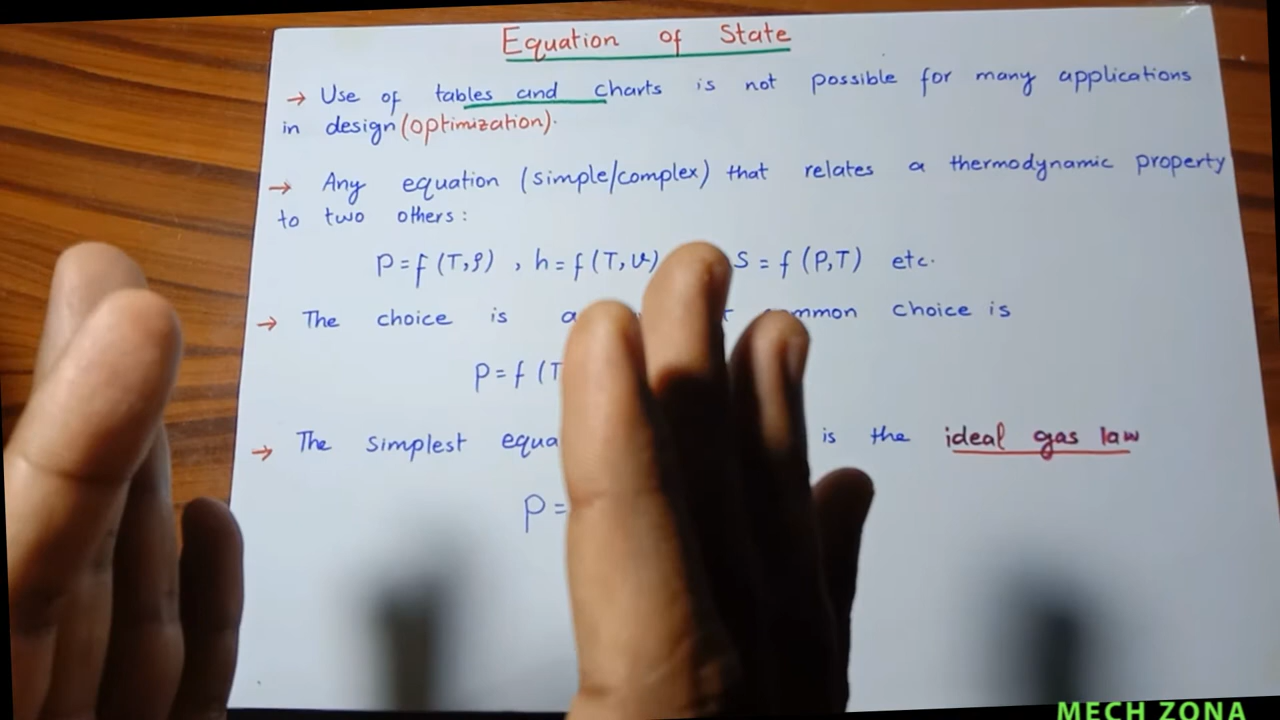 Equation of State
→ Use of tables and charts is not possible for many applications
in design (optimization).
→ Any equation (simple/complex) that relates a thermodynamic property
to two others:
P=f(T,ρ) , h=f(T,v) S=f(P,T) etc.
→ The choice is choice is
P=f(T
→ The simplest is the ideal gas law
P=
MECH ZONA